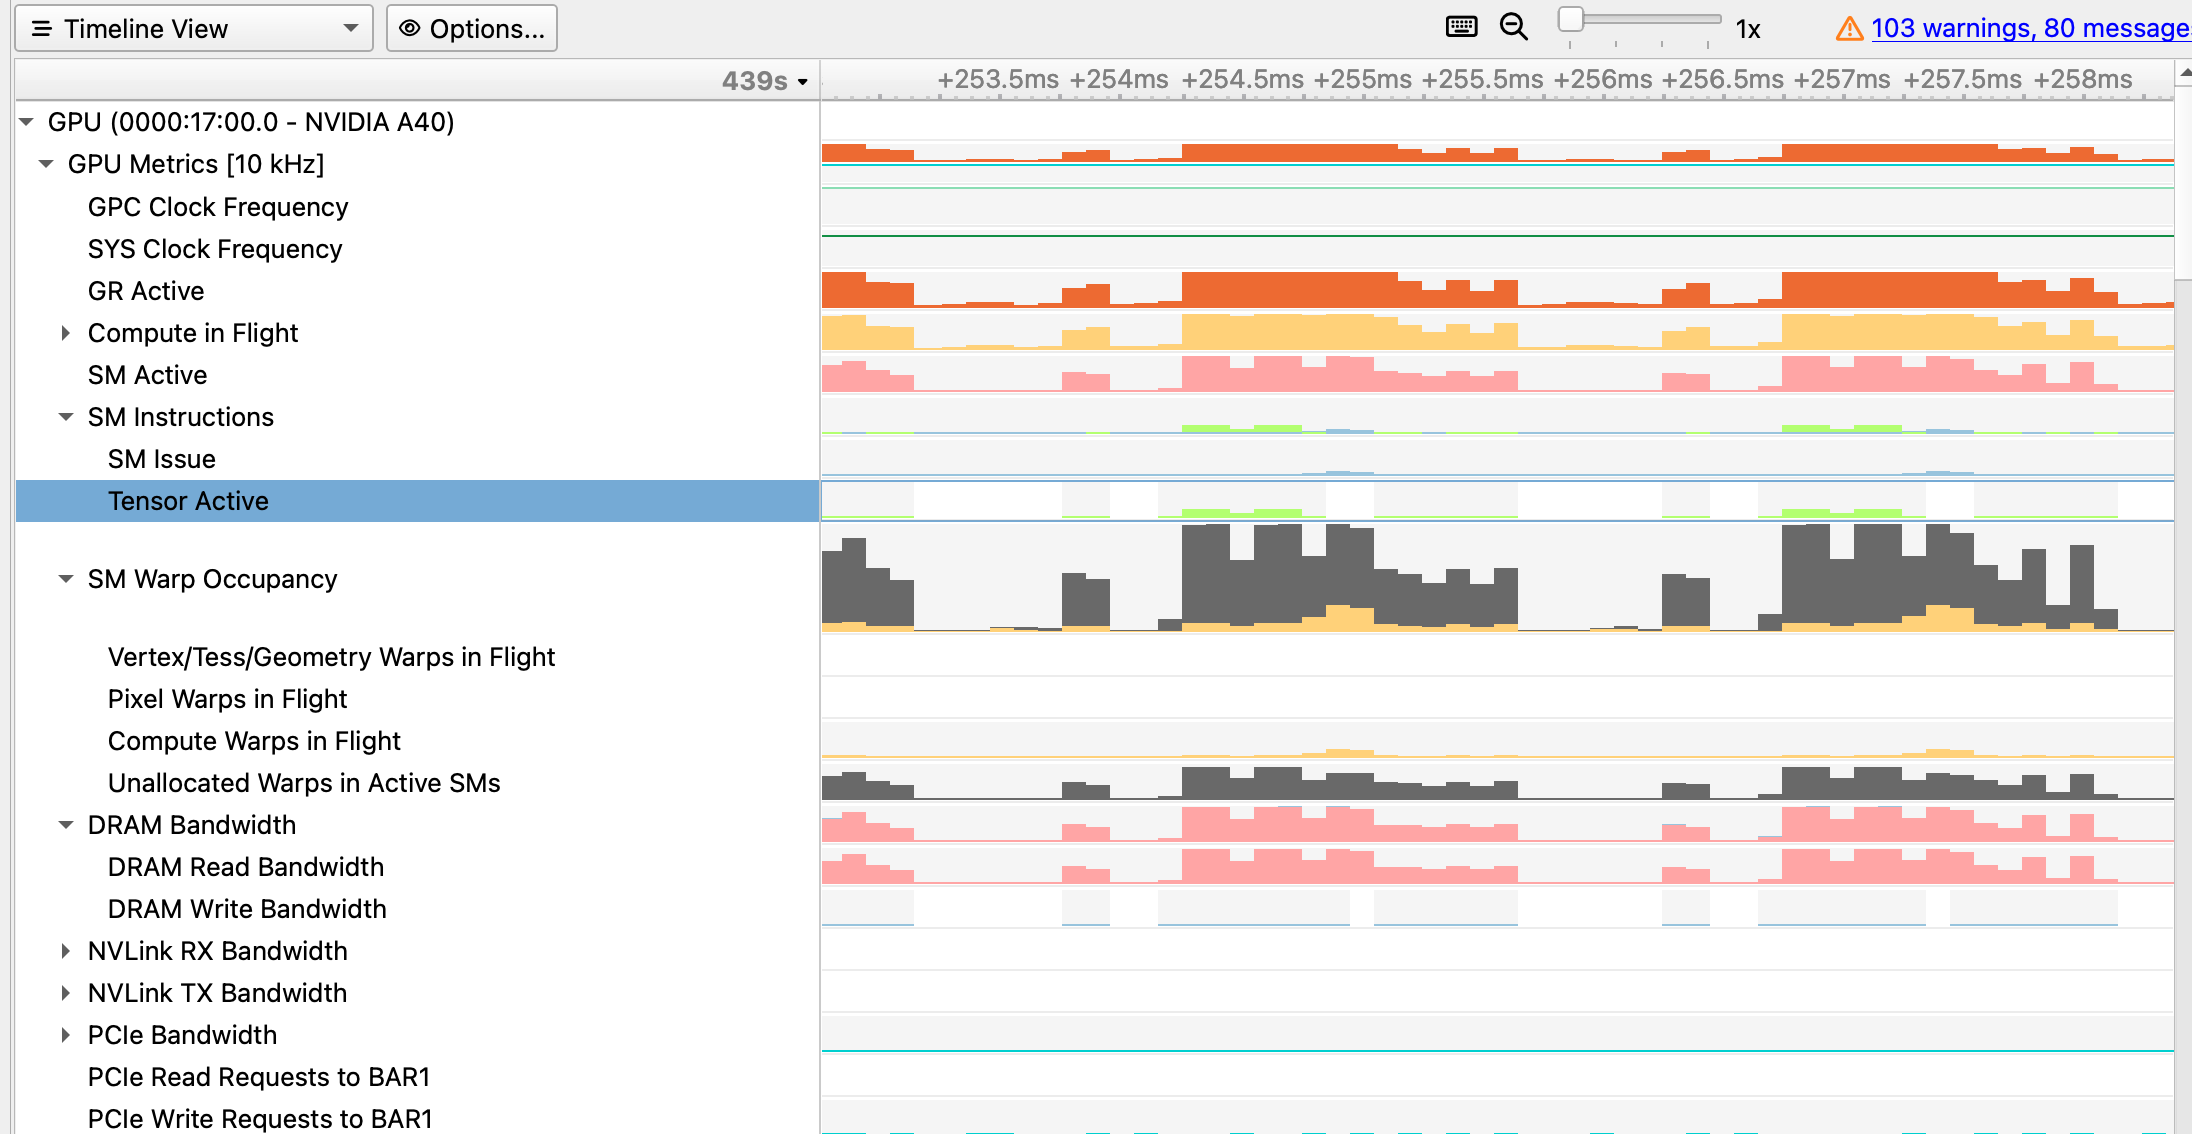 Timeline View Options... 1x 103 warnings, 80 messages
439s +253.5ms +254ms +254.5ms +255ms +255.5ms +256ms +256.5ms +257ms +257.5ms +258ms
GPU (0000:17:00.0 - NVIDIA A40)
GPU Metrics [10 kHz]
GPC Clock Frequency
SYS Clock Frequency
GR Active
Compute in Flight
SM Active
SM Instructions
SM Issue
Tensor Active
SM Warp Occupancy
Vertex/Tess/Geometry Warps in Flight
Pixel Warps in Flight
Compute Warps in Flight
Unallocated Warps in Active SMs
DRAM Bandwidth
DRAM Read Bandwidth
DRAM Write Bandwidth
NVLink RX Bandwidth
NVLink TX Bandwidth
PCIe Bandwidth
PCIe Read Requests to BAR1
PCIe Write Requests to BAR1